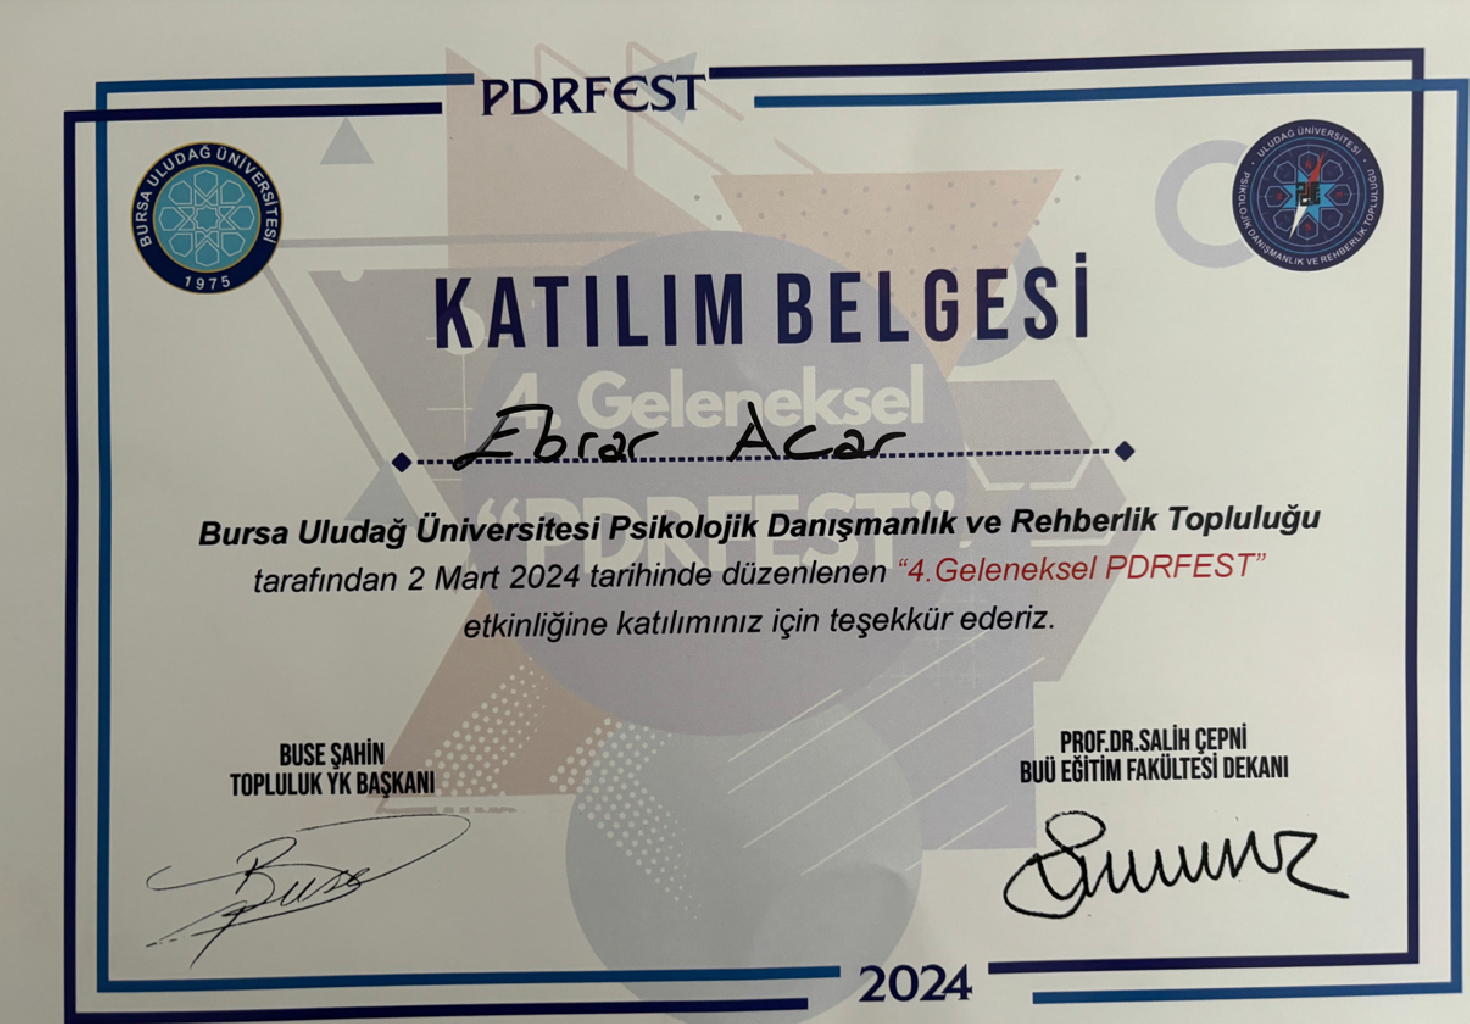 PDRFEST
BURSA ULUDAĞ ÜNİVERSİTESİ
1975
ULUDAĞ ÜNİVERSİTESİ
PSİKOLOJİK DANIŞMANLIK VE REHBERLİK TOPLULUĞU
KATILIM BELGESİ
4. Geleneksel
Ebrar Acar
“PDRFEST”
Bursa Uludağ Üniversitesi Psikolojik Danışmanlık ve Rehberlik Topluluğu
tarafından 2 Mart 2024 tarihinde düzenlenen “4.Geleneksel PDRFEST”
etkinliğine katılımınız için teşekkür ederiz.
BUSE ŞAHİN
TOPLULUK YK BAŞKANI
Buse
PROF.DR.SALİH ÇEPNİ
BUÜ EĞİTİM FAKÜLTESİ DEKANI
2024